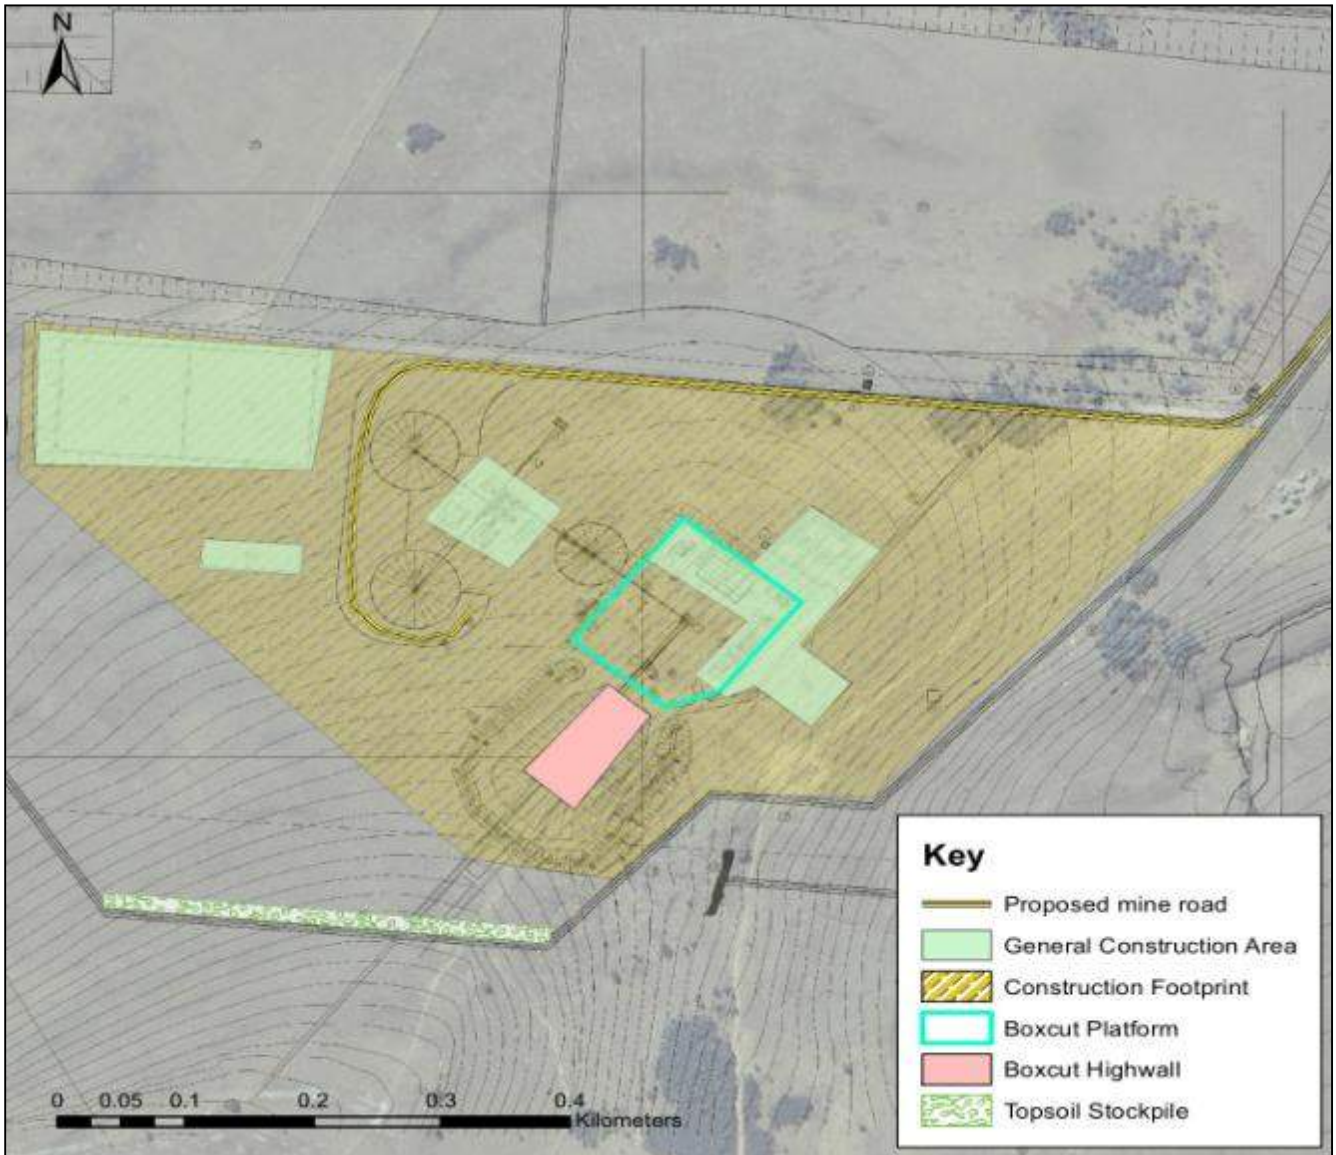 N
Key
Proposed mine road
General Construction Area
Construction Footprint
Boxcut Platform
Boxcut Highwall
Topsoil Stockpile
0 0.05 0.1 0.2 0.3 0.4
Kilometers